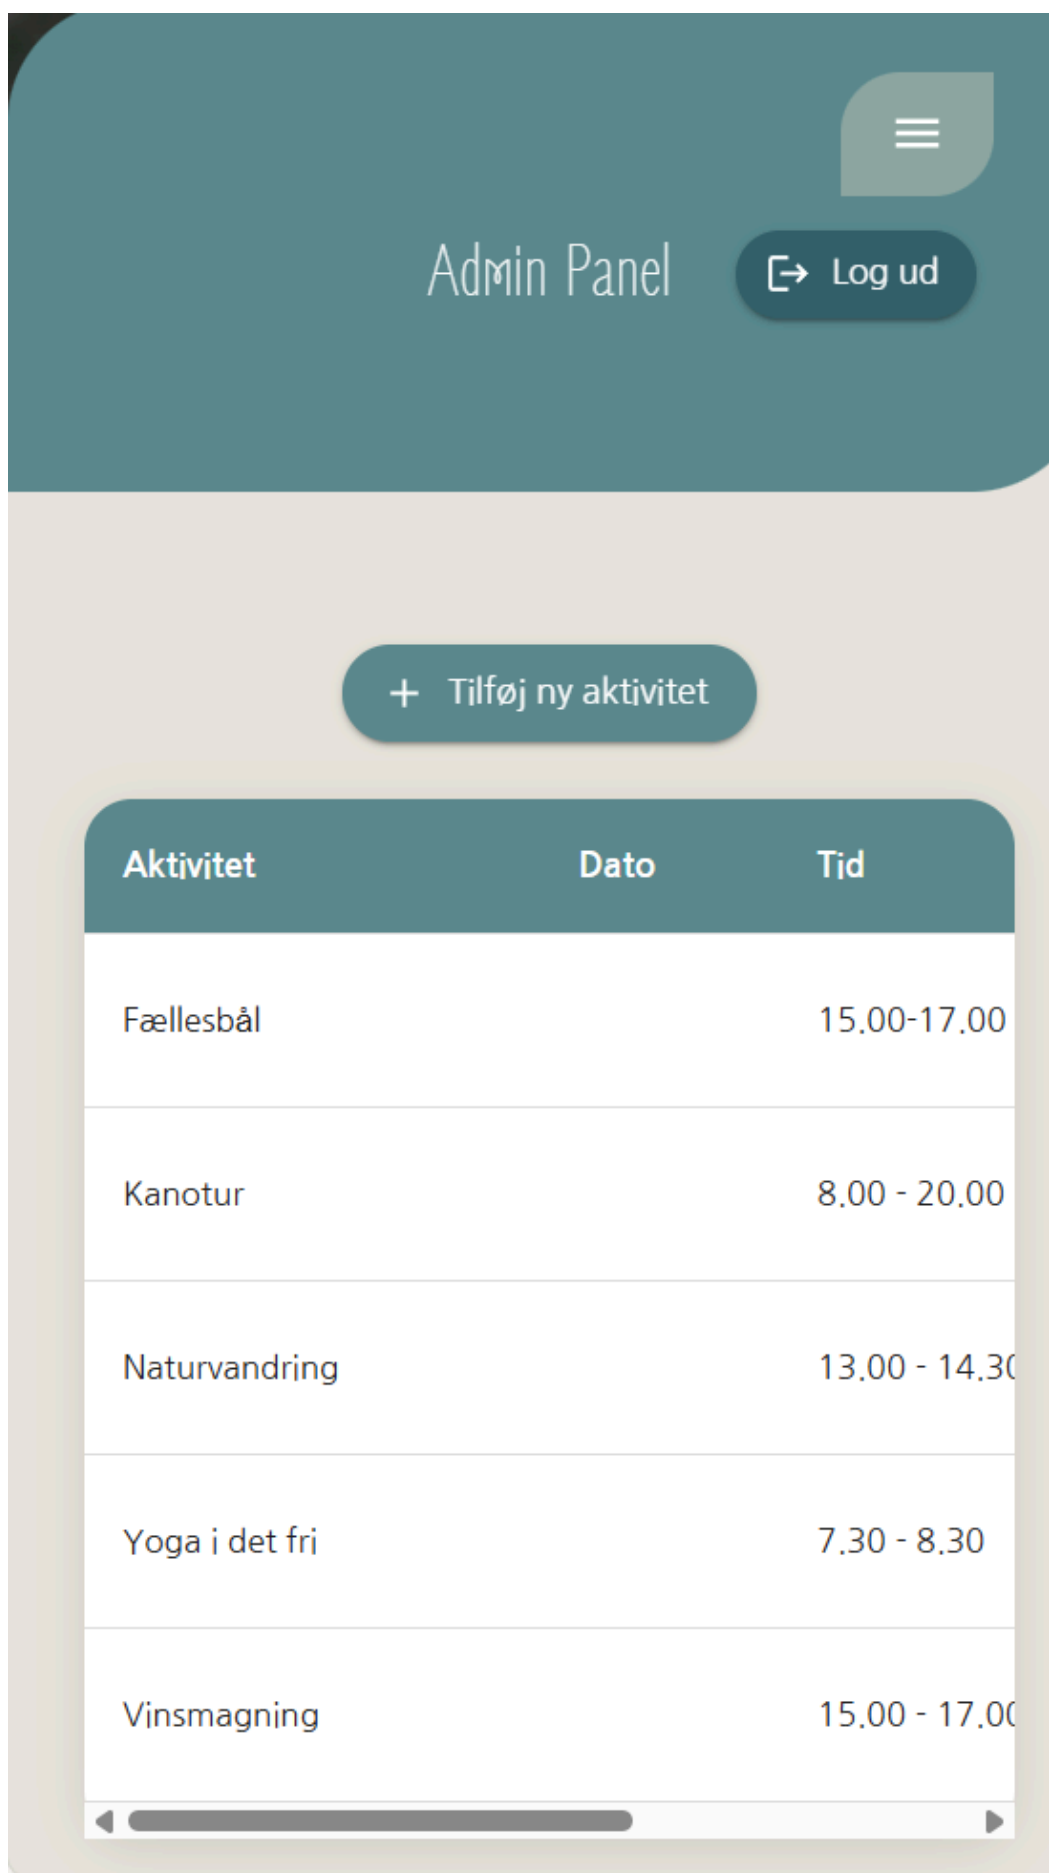 Admin Panel
Log ud
+ Tilføj ny aktivitet
Aktivitet Dato Tid
Fællesbål 15.00-17.00
Kanotur 8.00 - 20.00
Naturvandring 13.00 - 14.30
Yoga i det fri 7.30 - 8.30
Vinsmagning 15.00 - 17.00